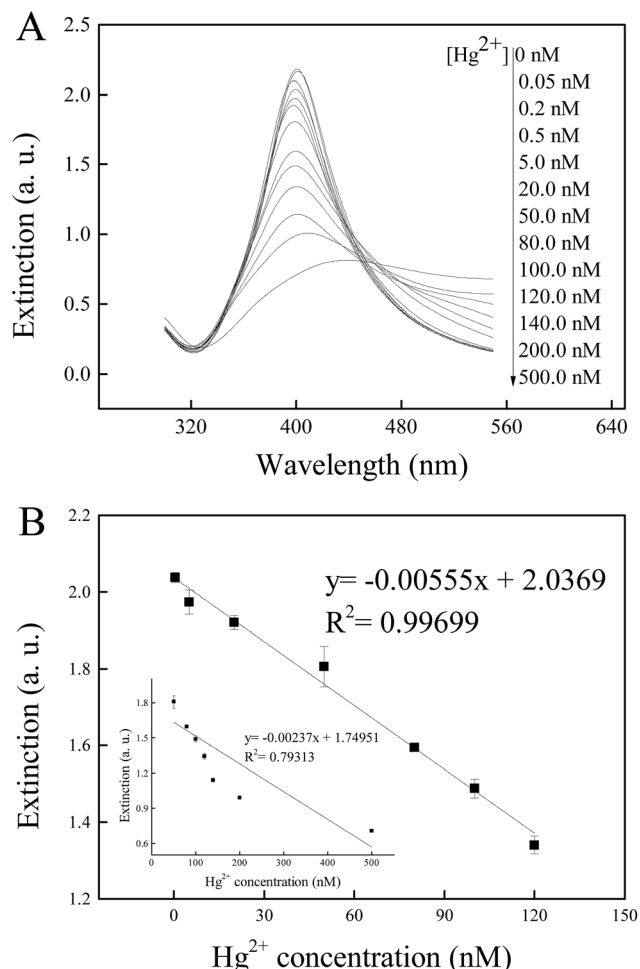 A
[Hg2+] 0 nM
0.05 nM
0.2 nM
0.5 nM
5.0 nM
20.0 nM
50.0 nM
80.0 nM
100.0 nM
120.0 nM
140.0 nM
200.0 nM
500.0 nM
2.5
2.0
1.5
1.0
0.5
0.0
Extinction (a. u.)
320 400 480 560 640
Wavelength (nm)
B
2.2
2.0
1.8
1.6
1.4
1.2
Extinction (a. u.)
y= -0.00555x + 2.0369
R2= 0.99699
1.8
1.5
1.2
0.9
0.6
Extinction (a. u.)
y= -0.00237x + 1.74951
R2= 0.79313
0 100 200 300 400 500
Hg2+ concentration (nM)
0 30 60 90 120 150
Hg2+ concentration (nM)